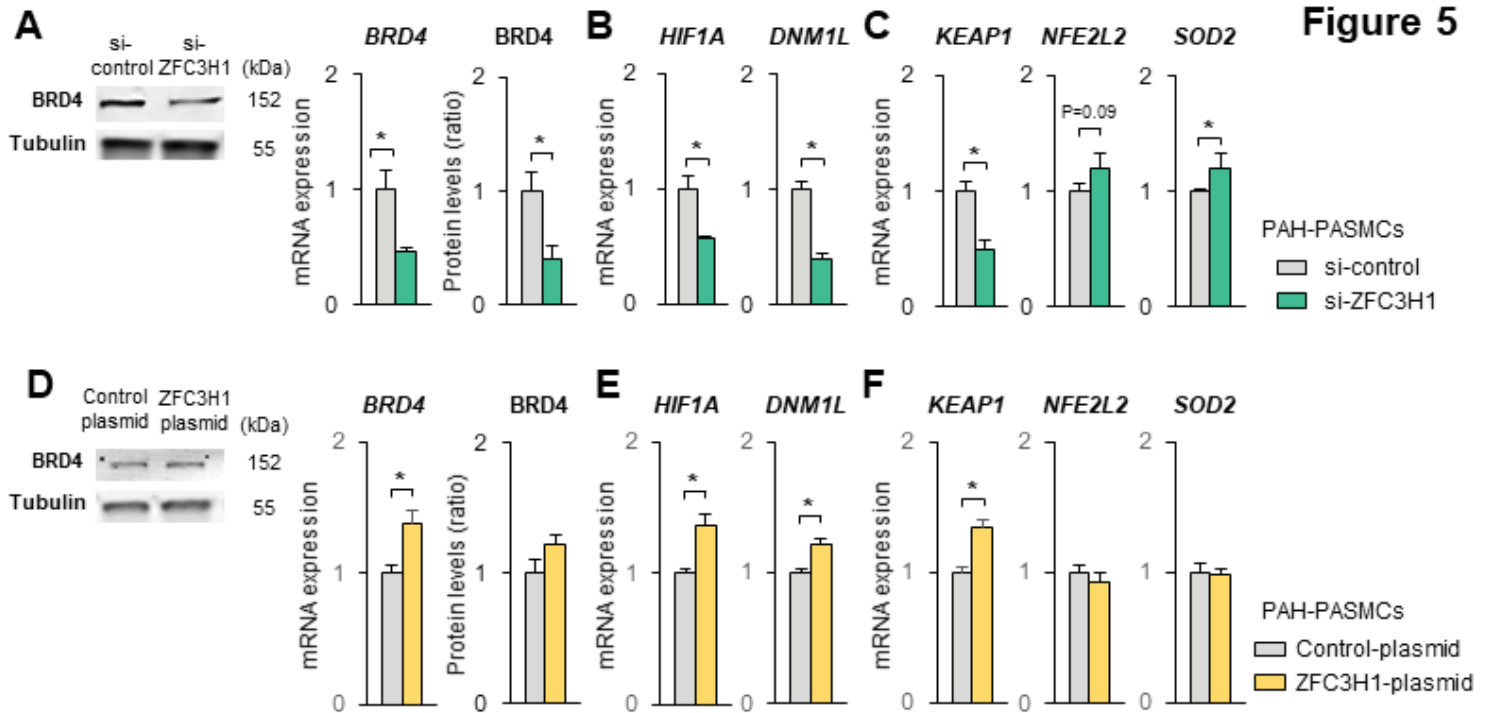 Figure 5
A
si-
control
si-
ZFC3H1
(kDa)
BRD4
152
Tubulin
55
BRD4
mRNA expression
2
1
0
*
BRD4
Protein levels (ratio)
2
1
0
*
B
HIF1A
mRNA expression
2
1
0
*
DNM1L
2
1
0
*
C
KEAP1
mRNA expression
2
1
0
*
NFE2L2
2
1
0
P=0.09
SOD2
2
1
0
*
PAH-PASMCs
si-control
si-ZFC3H1
D
Control
plasmid
ZFC3H1
plasmid
(kDa)
BRD4
152
Tubulin
55
BRD4
mRNA expression
2
1
0
*
BRD4
Protein levels (ratio)
2
1
0
E
HIF1A
mRNA expression
2
1
0
*
DNM1L
2
1
0
*
F
KEAP1
mRNA expression
2
1
0
*
NFE2L2
2
1
0
SOD2
2
1
0
PAH-PASMCs
Control-plasmid
ZFC3H1-plasmid